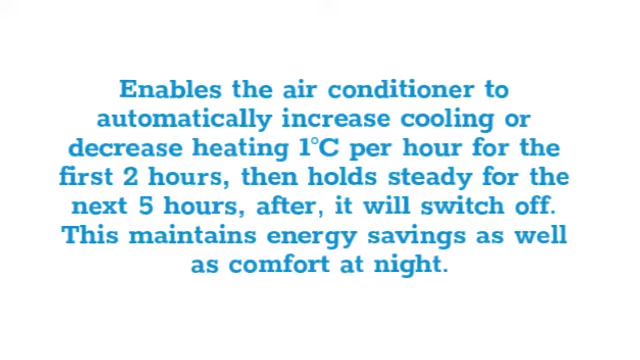 Enables the air conditioner to
automatically increase cooling or
decrease heating 1°C per hour for the
first 2 hours, then holds steady for the
next 5 hours, after, it will switch off.
This maintains energy savings as well
as comfort at night.